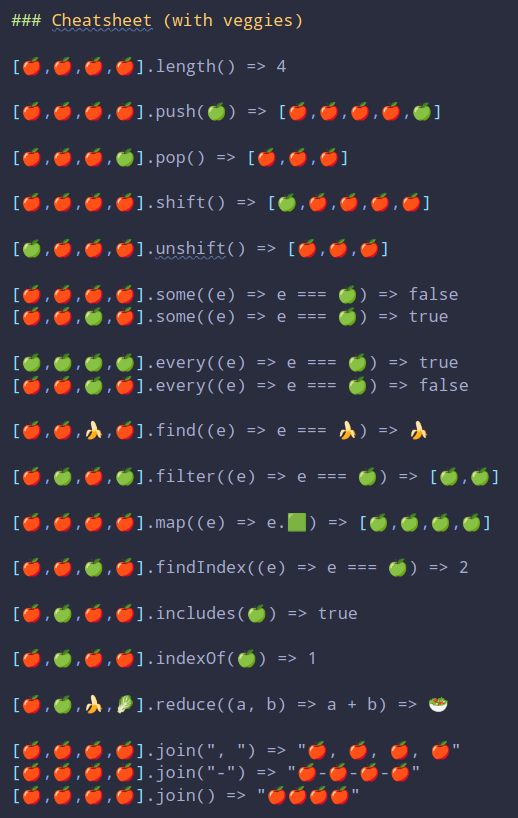 ### Cheatsheet (with veggies)
[🍎,🍎,🍎,🍎].length() => 4
[🍎,🍎,🍎,🍎].push(🍏) => [🍎,🍎,🍎,🍎,🍏]
[🍎,🍎,🍎,🍏].pop() => [🍎,🍎,🍎]
[🍎,🍎,🍎,🍎].shift() => [🍏,🍎,🍎,🍎,🍎]
[🍏,🍎,🍎,🍎].unshift() => [🍎,🍎,🍎]
[🍎,🍎,🍎,🍎].some((e) => e === 🍏) => false
[🍎,🍎,🍏,🍎].some((e) => e === 🍏) => true
[🍏,🍏,🍏,🍏].every((e) => e === 🍏) => true
[🍎,🍎,🍏,🍎].every((e) => e === 🍏) => false
[🍎,🍎,🍌,🍎].find((e) => e === 🍌) => 🍌
[🍎,🍏,🍎,🍏].filter((e) => e === 🍏) => [🍏,🍏]
[🍎,🍎,🍎,🍎].map((e) => e.🟩) => [🍏,🍏,🍏,🍏]
[🍎,🍎,🍏,🍎].findIndex((e) => e === 🍏) => 2
[🍎,🍏,🍎,🍎].includes(🍏) => true
[🍎,🍏,🍎,🍎].indexOf(🍏) => 1
[🍎,🍏,🍌,🥬].reduce((a, b) => a + b) => 🥗
[🍎,🍎,🍎,🍎].join(", ") => "🍎, 🍎, 🍎, 🍎"
[🍎,🍎,🍎,🍎].join("-") => "🍎-🍎-🍎-🍎"
[🍎,🍎,🍎,🍎].join() => "🍎🍎🍎🍎"